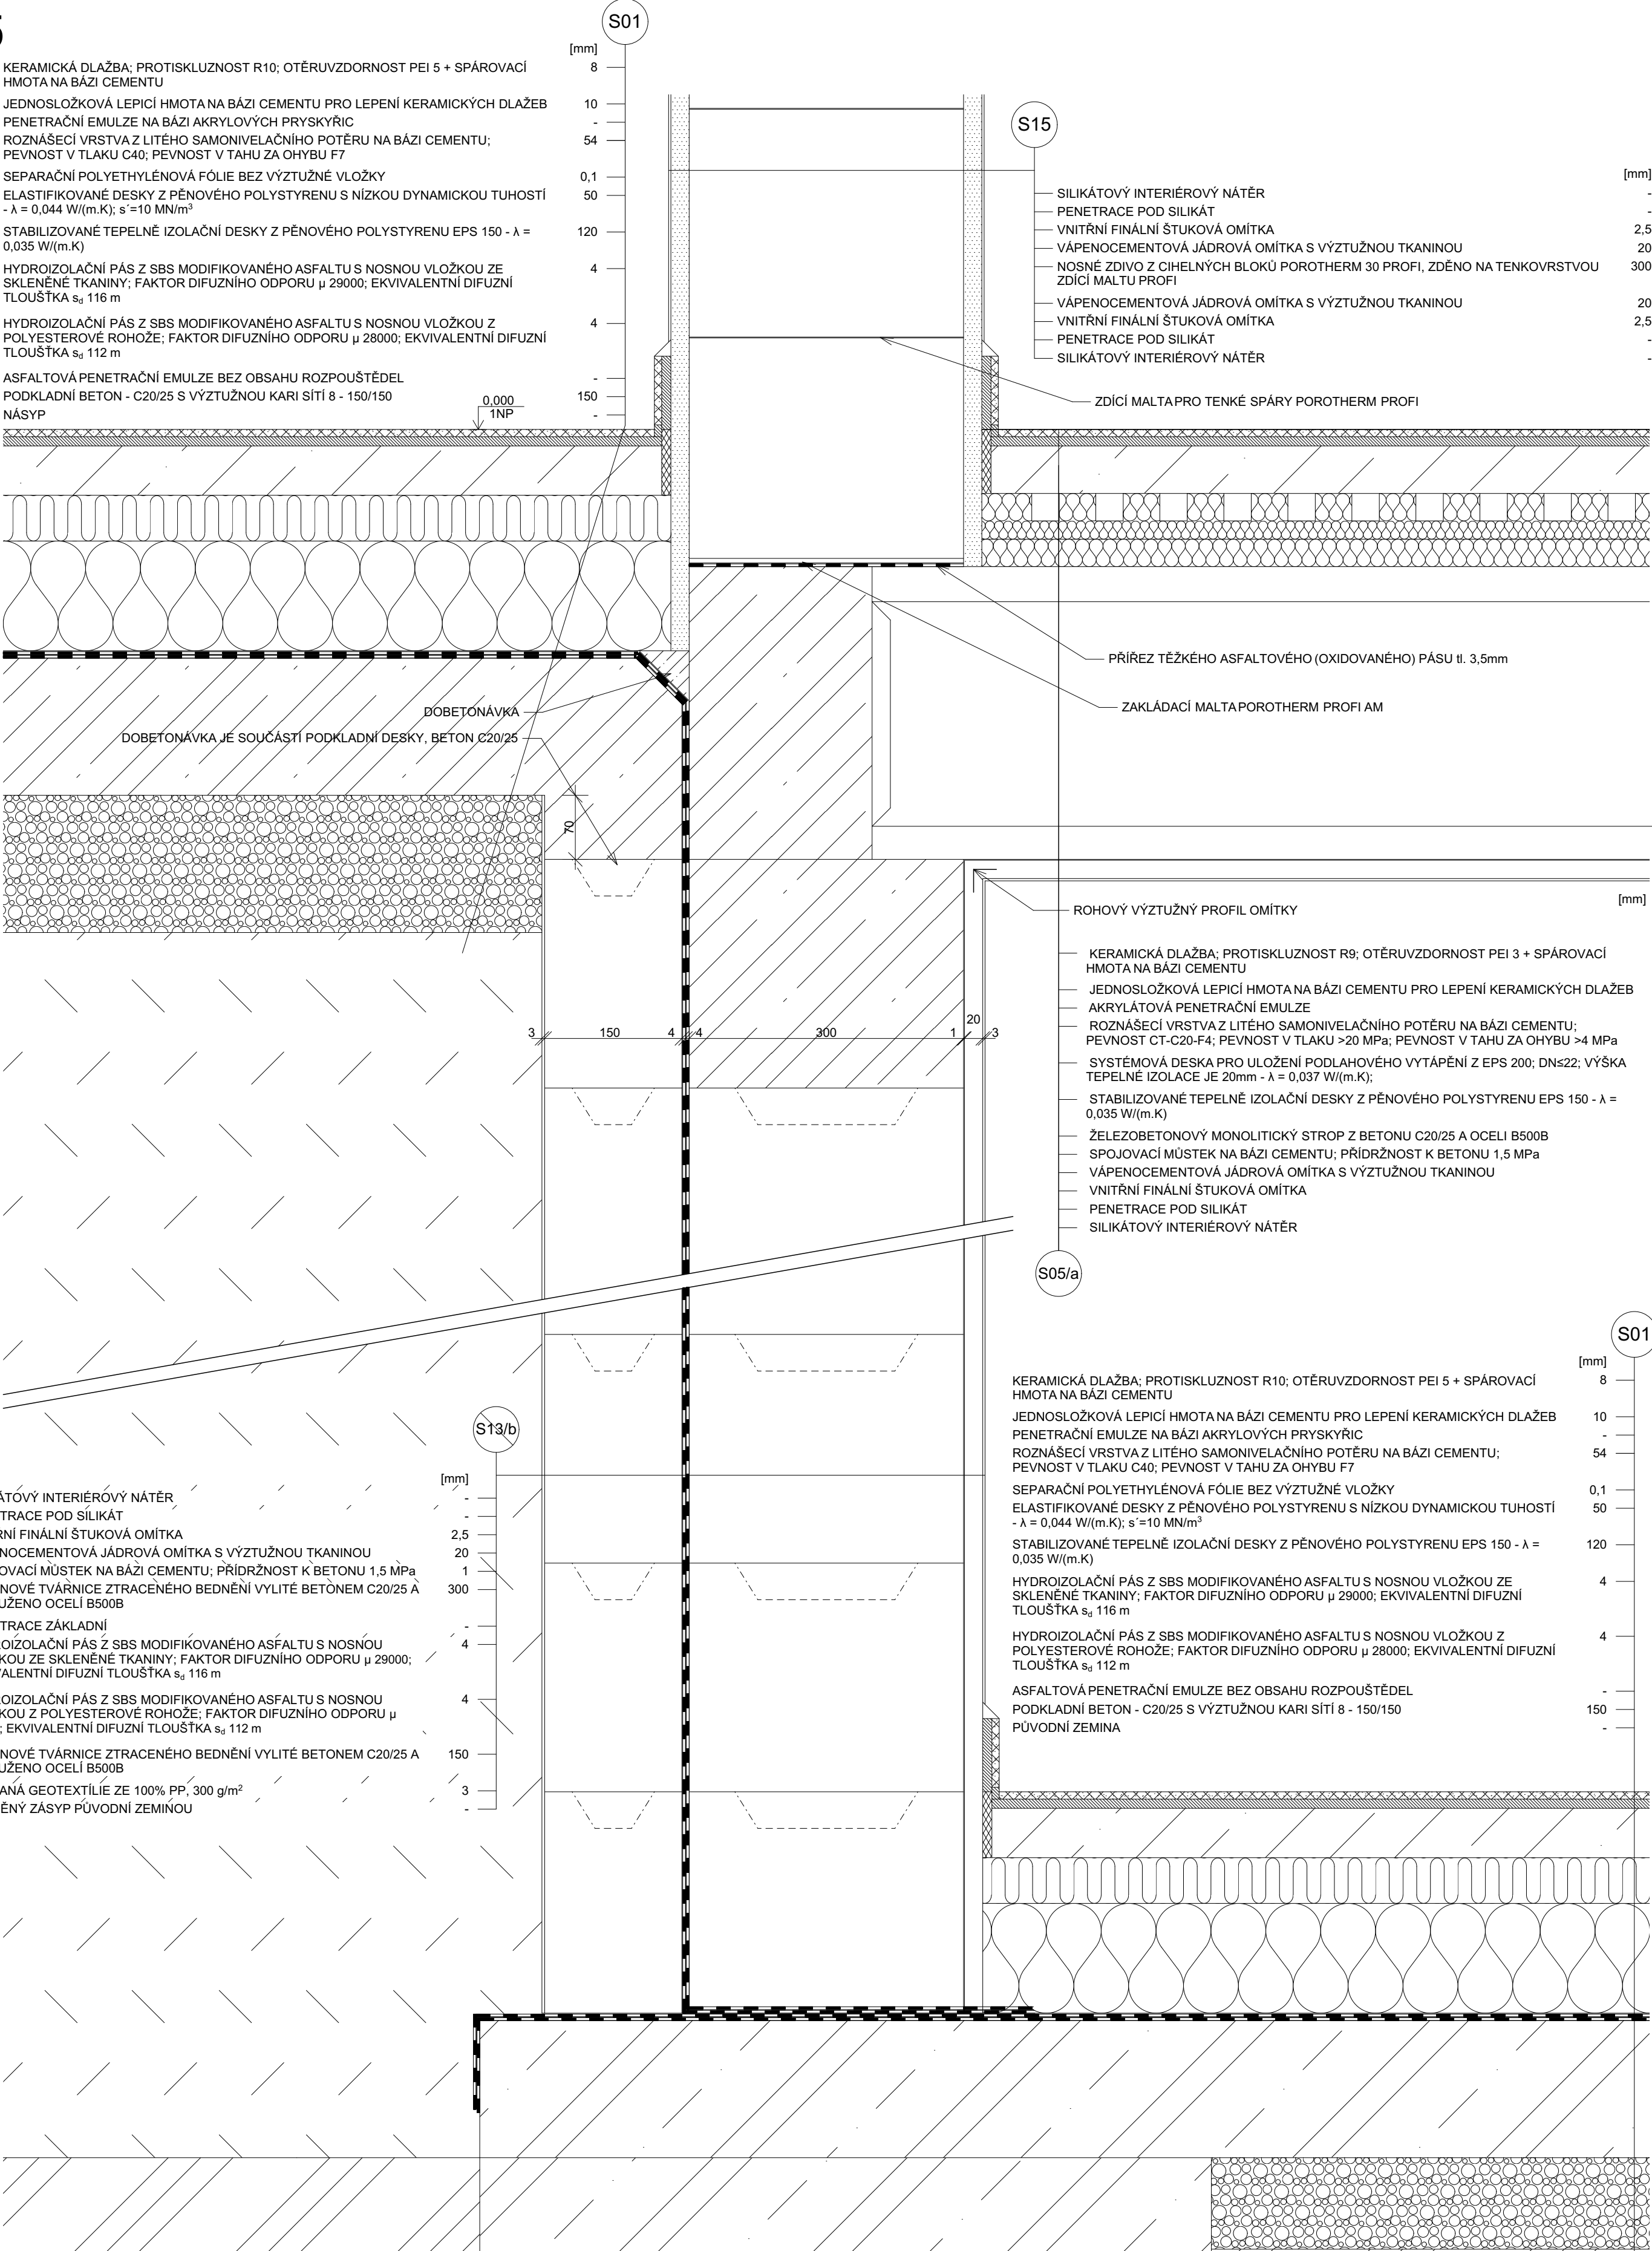 S01
[mm]
KERAMICKÁ DLAŽBA; PROTISKLUZNOST R10; OTĚRUVZDORNOST PEI 5 + SPÁROVACÍ 8
HMOTA NA BÁZI CEMENTU
JEDNOSLOŽKOVÁ LEPICÍ HMOTA NA BÁZI CEMENTU PRO LEPENÍ KERAMICKÝCH DLAŽEB 10
PENETRAČNÍ EMULZE NA BÁZI AKRYLOVÝCH PRYSKYŘIC -
ROZNÁŠECÍ VRSTVA Z LITÉHO SAMONIVELAČNÍHO POTĚRU NA BÁZI CEMENTU; 54
PEVNOST V TLAKU C40; PEVNOST V TAHU ZA OHYBU F7
SEPARAČNÍ POLYETHYLÉNOVÁ FÓLIE BEZ VÝZTUŽNÉ VLOŽKY 0,1
ELASTIFIKOVANÉ DESKY Z PĚNOVÉHO POLYSTYRENU S NÍZKOU DYNAMICKOU TUHOSTÍ 50
- λ = 0,044 W/(m.K); s´=10 MN/m³
STABILIZOVANÉ TEPELNĚ IZOLAČNÍ DESKY Z PĚNOVÉHO POLYSTYRENU EPS 150 - λ = 120
0,035 W/(m.K)
HYDROIZOLAČNÍ PÁS Z SBS MODIFIKOVANÉHO ASFALTU S NOSNOU VLOŽKOU ZE 4
SKLENĚNÉ TKANINY; FAKTOR DIFUZNÍHO ODPORU μ 29000; EKVIVALENTNÍ DIFUZNÍ
TLOUŠŤKA sd 116 m
HYDROIZOLAČNÍ PÁS Z SBS MODIFIKOVANÉHO ASFALTU S NOSNOU VLOŽKOU Z 4
POLYESTEROVÉ ROHOŽE; FAKTOR DIFUZNÍHO ODPORU μ 28000; EKVIVALENTNÍ DIFUZNÍ
TLOUŠŤKA sd 112 m
ASFALTOVÁ PENETRAČNÍ EMULZE BEZ OBSAHU ROZPOUŠTĚDEL -
PODKLADNÍ BETON - C20/25 S VÝZTUŽNOU KARI SÍTÍ 8 - 150/150 150
NÁSYP -
0,000
1NP
S15
[mm]
SILIKÁTOVÝ INTERIÉROVÝ NÁTĚR -
PENETRACE POD SILIKÁT -
VNITŘNÍ FINÁLNÍ ŠTUKOVÁ OMÍTKA 2,5
VÁPENOCEMENTOVÁ JÁDROVÁ OMÍTKA S VÝZTUŽNOU TKANINOU 20
NOSNÉ ZDIVO Z CIHELNÝCH BLOKŮ POROTHERM 30 PROFI, ZDĚNO NA TENKOVRSTVOU 300
ZDÍCÍ MALTU PROFI
VÁPENOCEMENTOVÁ JÁDROVÁ OMÍTKA S VÝZTUŽNOU TKANINOU 20
VNITŘNÍ FINÁLNÍ ŠTUKOVÁ OMÍTKA 2,5
PENETRACE POD SILIKÁT -
SILIKÁTOVÝ INTERIÉROVÝ NÁTĚR -
ZDÍCÍ MALTA PRO TENKÉ SPÁRY POROTHERM PROFI
PŘÍŘEZ TĚŽKÉHO ASFALTOVÉHO (OXIDOVANÉHO) PÁSU tl. 3,5mm
ZAKLÁDACÍ MALTA POROTHERM PROFI AM
DOBETONÁVKA
DOBETONÁVKA JE SOUČÁSTÍ PODKLADNÍ DESKY, BETON C20/25
70
ROHOVÝ VÝZTUŽNÝ PROFIL OMÍTKY
[mm]
KERAMICKÁ DLAŽBA; PROTISKLUZNOST R9; OTĚRUVZDORNOST PEI 3 + SPÁROVACÍ
HMOTA NA BÁZI CEMENTU
JEDNOSLOŽKOVÁ LEPICÍ HMOTA NA BÁZI CEMENTU PRO LEPENÍ KERAMICKÝCH DLAŽEB
AKRYLÁTOVÁ PENETRAČNÍ EMULZE
ROZNÁŠECÍ VRSTVA Z LITÉHO SAMONIVELAČNÍHO POTĚRU NA BÁZI CEMENTU;
PEVNOST CT-C20-F4; PEVNOST V TLAKU >20 MPa; PEVNOST V TAHU ZA OHYBU >4 MPa
SYSTÉMOVÁ DESKA PRO ULOŽENÍ PODLAHOVÉHO VYTÁPĚNÍ Z EPS 200; DN≤22; VÝŠKA
TEPELNÉ IZOLACE JE 20mm - λ = 0,037 W/(m.K);
STABILIZOVANÉ TEPELNĚ IZOLAČNÍ DESKY Z PĚNOVÉHO POLYSTYRENU EPS 150 - λ =
0,035 W/(m.K)
ŽELEZOBETONOVÝ MONOLITICKÝ STROP Z BETONU C20/25 A OCELI B500B
SPOJOVACÍ MŮSTEK NA BÁZI CEMENTU; PŘÍDRŽNOST K BETONU 1,5 MPa
VÁPENOCEMENTOVÁ JÁDROVÁ OMÍTKA S VÝZTUŽNOU TKANINOU
VNITŘNÍ FINÁLNÍ ŠTUKOVÁ OMÍTKA
PENETRACE POD SILIKÁT
SILIKÁTOVÝ INTERIÉROVÝ NÁTĚR
S05/a
3 150 4 4 300 1 20 3
S13/b
[mm]
ÁTOVÝ INTERIÉROVÝ NÁTĚR -
TRACE POD SILIKÁT -
RNÍ FINÁLNÍ ŠTUKOVÁ OMÍTKA 2,5
NOCEMENTOVÁ JÁDROVÁ OMÍTKA S VÝZTUŽNOU TKANINOU 20
OVACÍ MŮSTEK NA BÁZI CEMENTU; PŘÍDRŽNOST K BETONU 1,5 MPa 1
NOVÉ TVÁRNICE ZTRACENÉHO BEDNĚNÍ VYLITÉ BETONEM C20/25 A 300
UŽENO OCELÍ B500B
TRACE ZÁKLADNÍ -
OIZOLAČNÍ PÁS Z SBS MODIFIKOVANÉHO ASFALTU S NOSNOU 4
KOU ZE SKLENĚNÉ TKANINY; FAKTOR DIFUZNÍHO ODPORU μ 29000;
VALENTNÍ DIFUZNÍ TLOUŠŤKA sd 116 m
OIZOLAČNÍ PÁS Z SBS MODIFIKOVANÉHO ASFALTU S NOSNOU 4
KOU Z POLYESTEROVÉ ROHOŽE; FAKTOR DIFUZNÍHO ODPORU μ
; EKVIVALENTNÍ DIFUZNÍ TLOUŠŤKA sd 112 m
NOVÉ TVÁRNICE ZTRACENÉHO BEDNĚNÍ VYLITÉ BETONEM C20/25 A 150
UŽENO OCELÍ B500B
ANÁ GEOTEXTÍLIE ZE 100% PP, 300 g/m² 3
ĚNÝ ZÁSYP PŮVODNÍ ZEMINOU -
S01
[mm]
KERAMICKÁ DLAŽBA; PROTISKLUZNOST R10; OTĚRUVZDORNOST PEI 5 + SPÁROVACÍ 8
HMOTA NA BÁZI CEMENTU
JEDNOSLOŽKOVÁ LEPICÍ HMOTA NA BÁZI CEMENTU PRO LEPENÍ KERAMICKÝCH DLAŽEB 10
PENETRAČNÍ EMULZE NA BÁZI AKRYLOVÝCH PRYSKYŘIC -
ROZNÁŠECÍ VRSTVA Z LITÉHO SAMONIVELAČNÍHO POTĚRU NA BÁZI CEMENTU; 54
PEVNOST V TLAKU C40; PEVNOST V TAHU ZA OHYBU F7
SEPARAČNÍ POLYETHYLÉNOVÁ FÓLIE BEZ VÝZTUŽNÉ VLOŽKY 0,1
ELASTIFIKOVANÉ DESKY Z PĚNOVÉHO POLYSTYRENU S NÍZKOU DYNAMICKOU TUHOSTÍ 50
- λ = 0,044 W/(m.K); s´=10 MN/m³
STABILIZOVANÉ TEPELNĚ IZOLAČNÍ DESKY Z PĚNOVÉHO POLYSTYRENU EPS 150 - λ = 120
0,035 W/(m.K)
HYDROIZOLAČNÍ PÁS Z SBS MODIFIKOVANÉHO ASFALTU S NOSNOU VLOŽKOU ZE 4
SKLENĚNÉ TKANINY; FAKTOR DIFUZNÍHO ODPORU μ 29000; EKVIVALENTNÍ DIFUZNÍ
TLOUŠŤKA sd 116 m
HYDROIZOLAČNÍ PÁS Z SBS MODIFIKOVANÉHO ASFALTU S NOSNOU VLOŽKOU Z 4
POLYESTEROVÉ ROHOŽE; FAKTOR DIFUZNÍHO ODPORU μ 28000; EKVIVALENTNÍ DIFUZNÍ
TLOUŠŤKA sd 112 m
ASFALTOVÁ PENETRAČNÍ EMULZE BEZ OBSAHU ROZPOUŠTĚDEL -
PODKLADNÍ BETON - C20/25 S VÝZTUŽNOU KARI SÍTÍ 8 - 150/150 150
PŮVODNÍ ZEMINA -